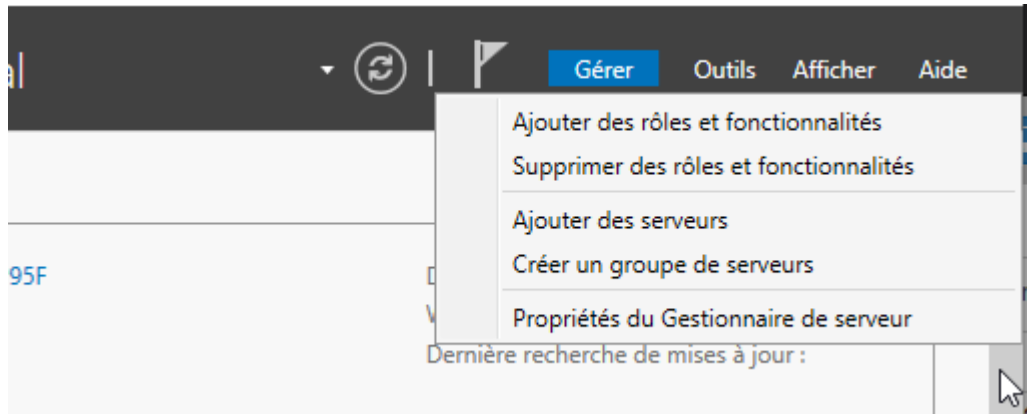 Gérer Outils Afficher Aide
Ajouter des rôles et fonctionnalités
Supprimer des rôles et fonctionnalités
Ajouter des serveurs
Créer un groupe de serveurs
95F
Propriétés du Gestionnaire de serveur
Dernière recherche de mises à jour :